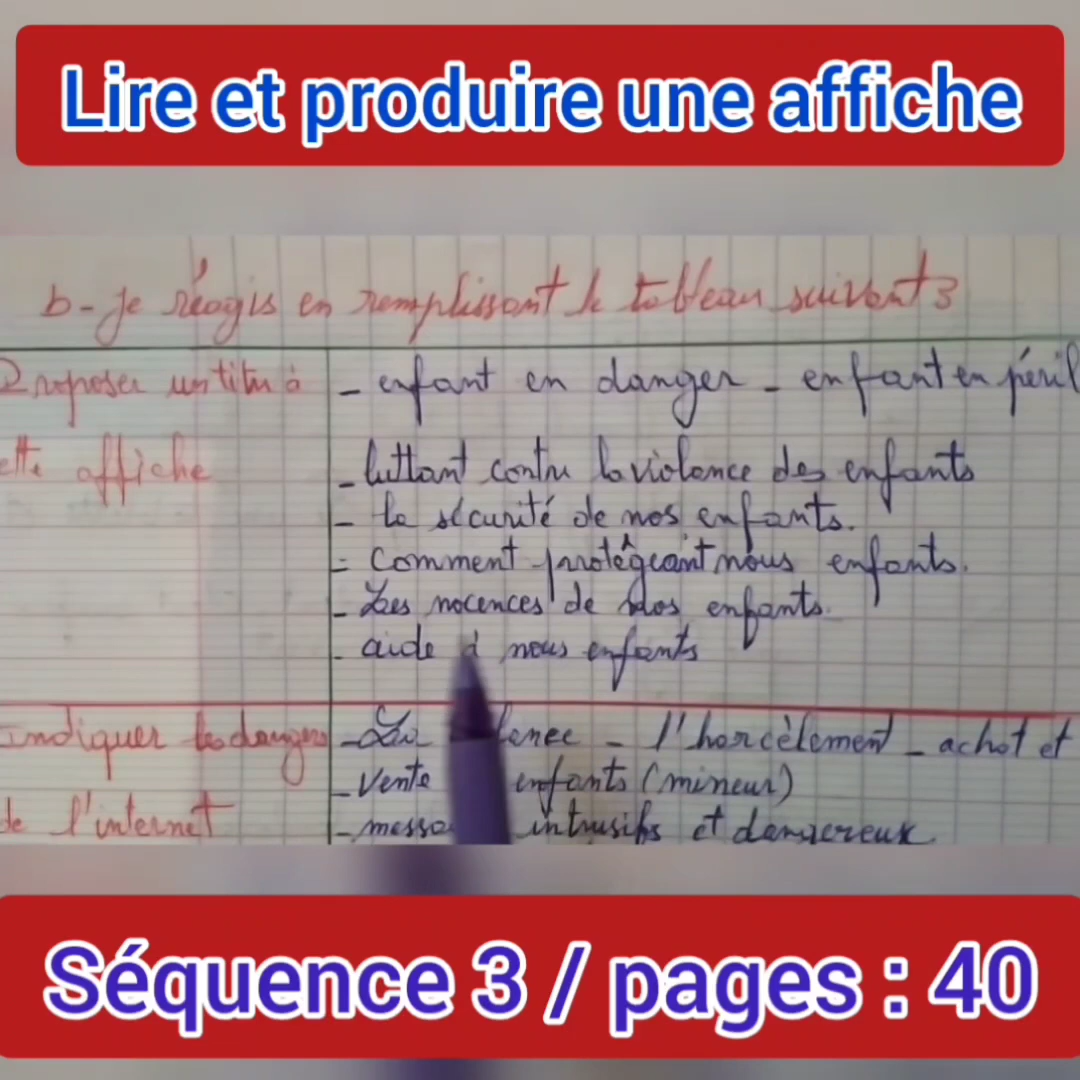 Lire et produire une affiche
b- je réagis en remplissant le tableau suivant :
Proposer un titre à
- enfant en danger - enfant en péril
cette affiche
- luttant contre la violence des enfants
- la sécurité de nos enfants.
- comment protégeant nous enfants.
- Les nocences de nos enfants.
- aide à nous enfants
Indiquer les dangers
- La lence - l'harcèlement - achat et
- vente enfants (mineur)
de l'internet
- messa intrusifs et dangereux
Séquence 3 / pages : 40